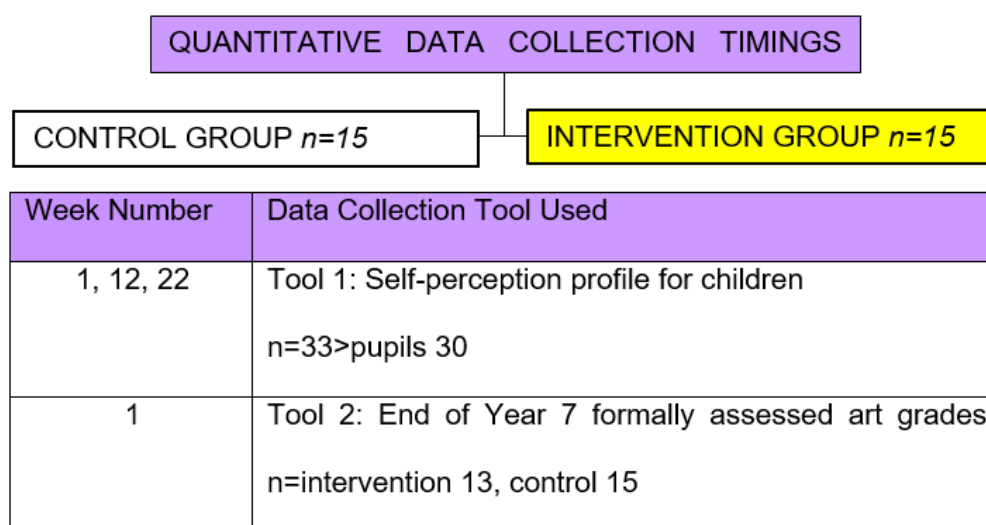 QUANTITATIVE DATA COLLECTION TIMINGS
CONTROL GROUP n=15
INTERVENTION GROUP n=15
Week Number
Data Collection Tool Used
1, 12, 22
Tool 1: Self-perception profile for children
n=33>pupils 30
1
Tool 2: End of Year 7 formally assessed art grades
n=intervention 13, control 15